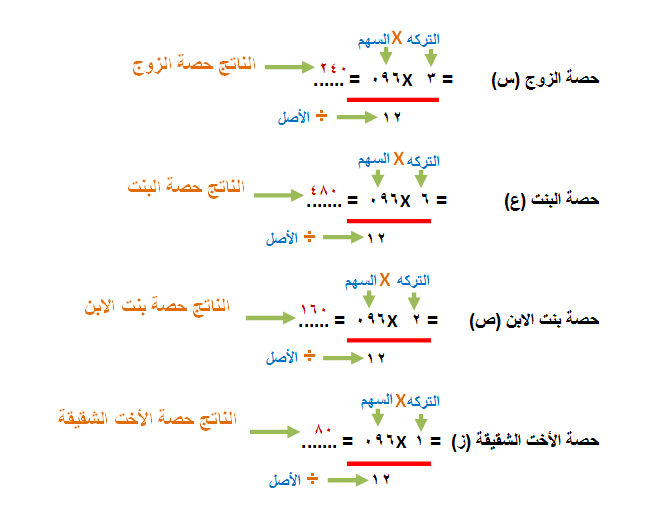 التركه X السهم
حصة الزوج (س) = ٣ x ٠٩٦ = ...... ٢٤٠ الناتج حصة الزوج
١٢ ÷ الأصل
التركه X السهم
حصة البنت (ع) = ٦ x ٠٩٦ = ....... ٤٨٠ الناتج حصة البنت
١٢ ÷ الأصل
التركه X السهم
حصة بنت الابن (ص) = ٢ x ٠٩٦ = ...... ١٦٠ الناتج حصة بنت الابن
١٢ ÷ الأصل
التركه X السهم
حصة الأخت الشقيقة (ز) = ١ x ٠٩٦ = ....... ٨٠ الناتج حصة الأخت الشقيقة
١٢ ÷ الأصل